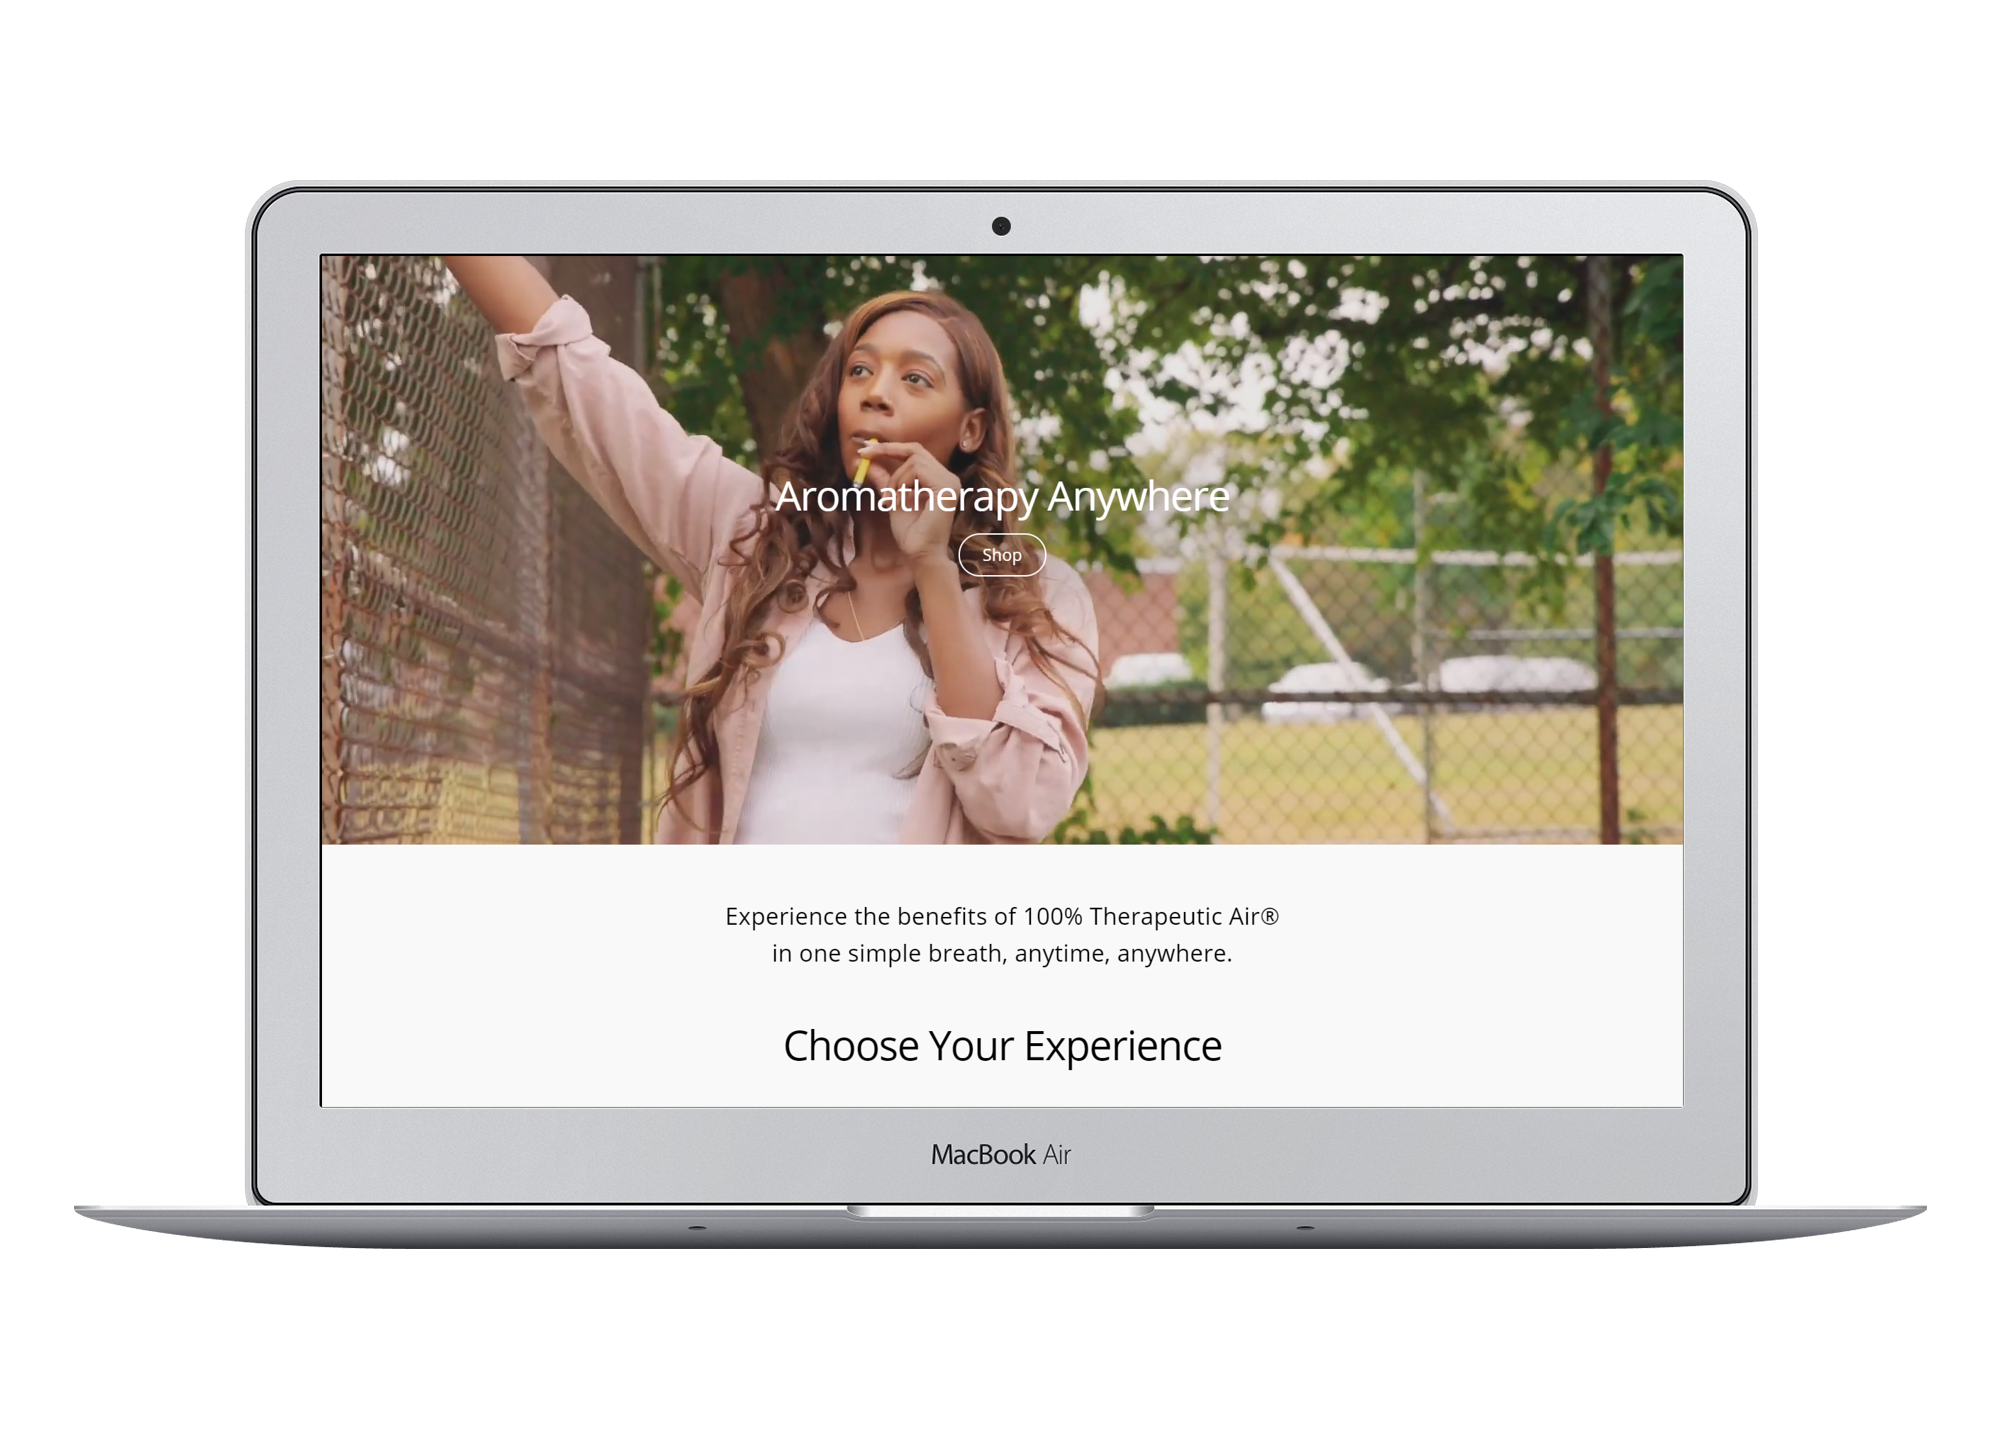 Aromatherapy Anywhere
Shop
Experience the benefits of 100% Therapeutic Air®
in one simple breath, anytime, anywhere.
Choose Your Experience
MacBook Air